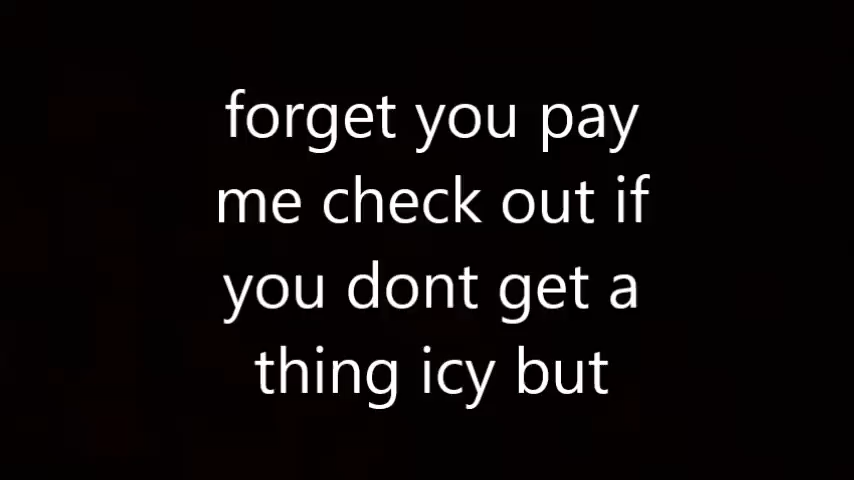 forget you pay
me check out if
you dont get a
thing icy but